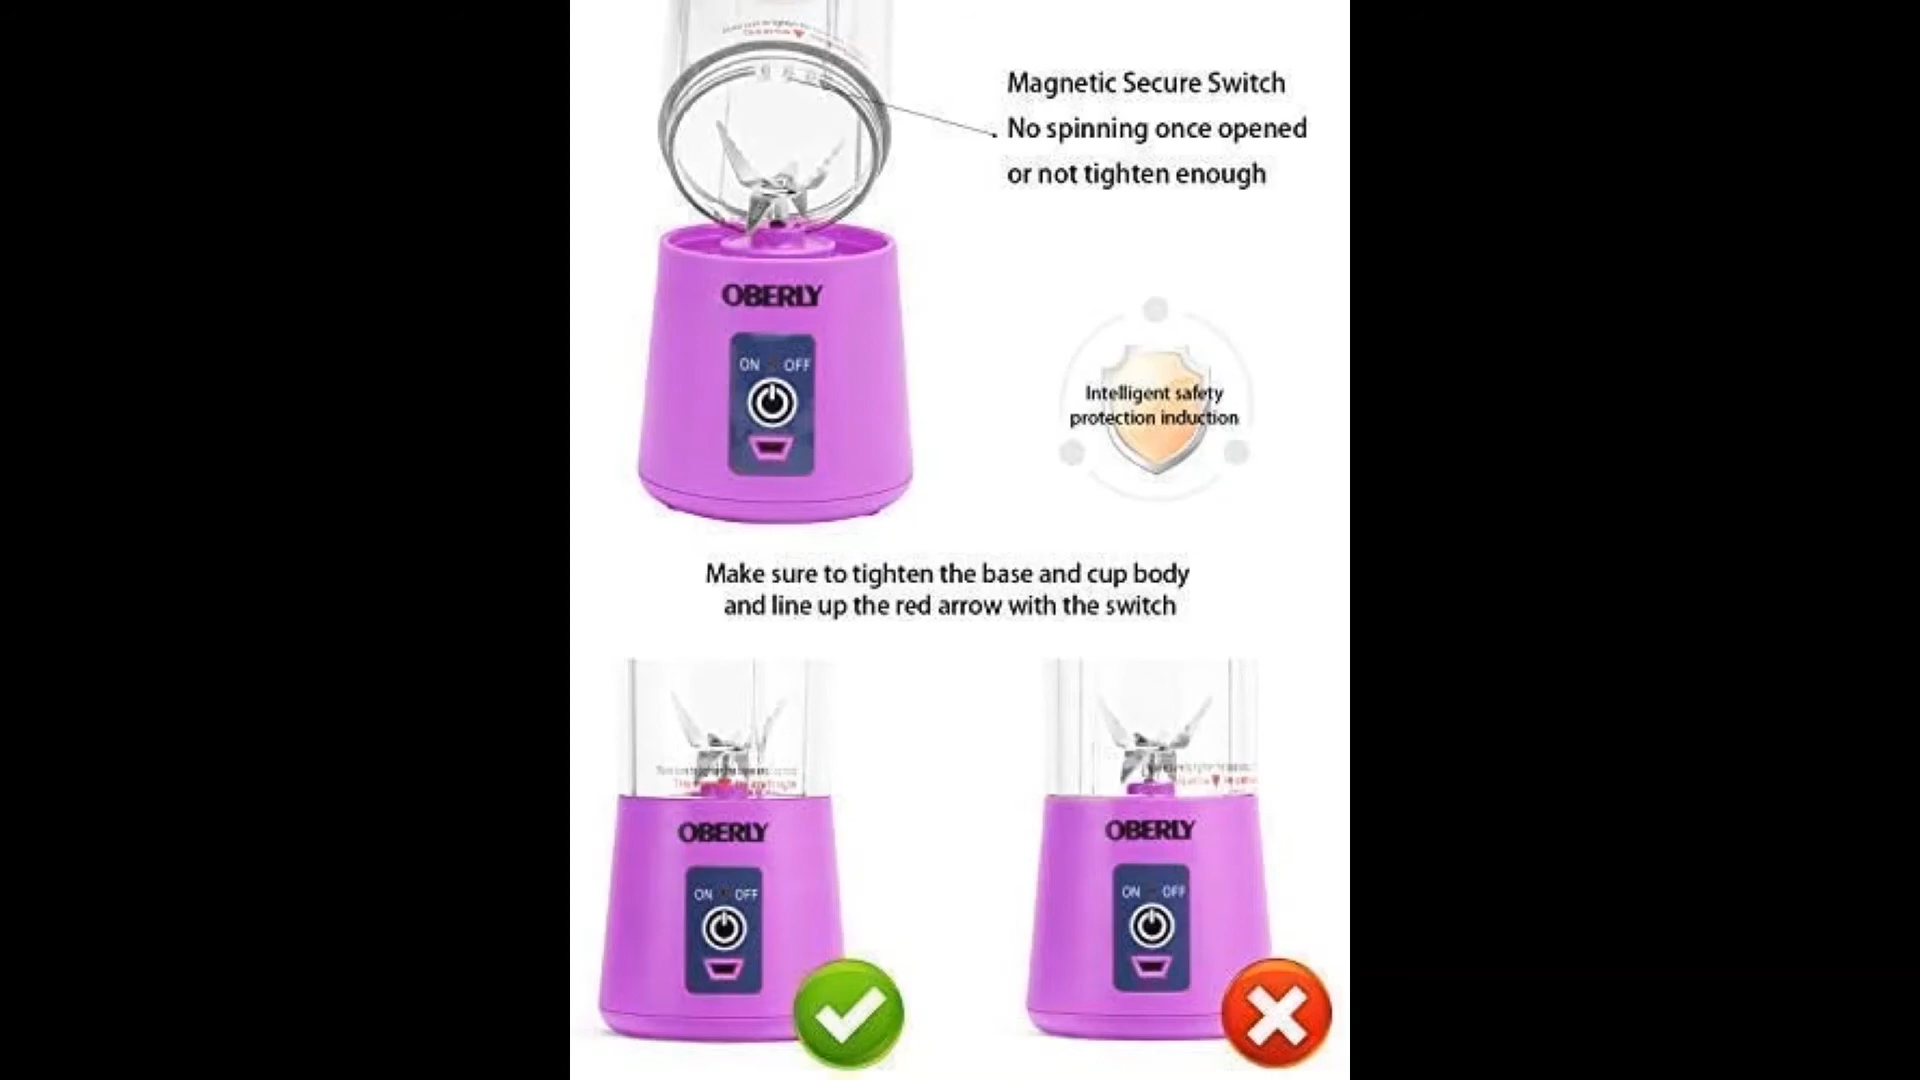 Magnetic Secure Switch
No spinning once opened
or not tighten enough
OBERLY
ON OFF
Intelligent safety
protection induction
Make sure to tighten the base and cup body
and line up the red arrow with the switch
OBERLY
ON OFF
OBERLY
ON OFF